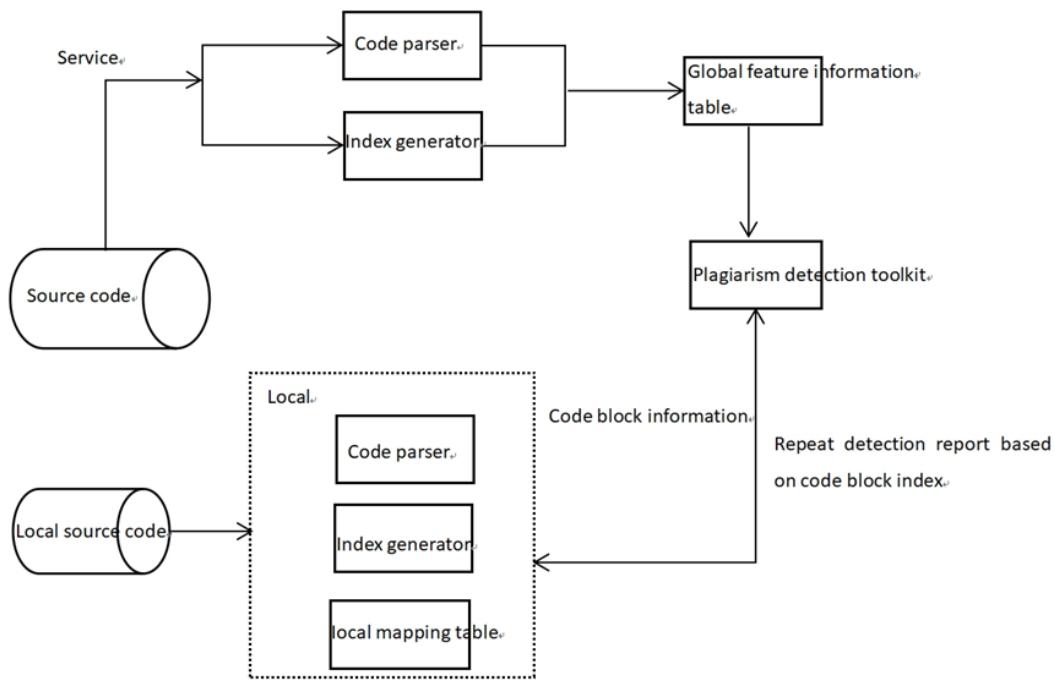 Service
Code parser
Index generator
Global feature information
table
Source code
Plagiarism detection toolkit
Local
Code parser
Index generator
local mapping table
Local source code
Code block information
Repeat detection report based
on code block index